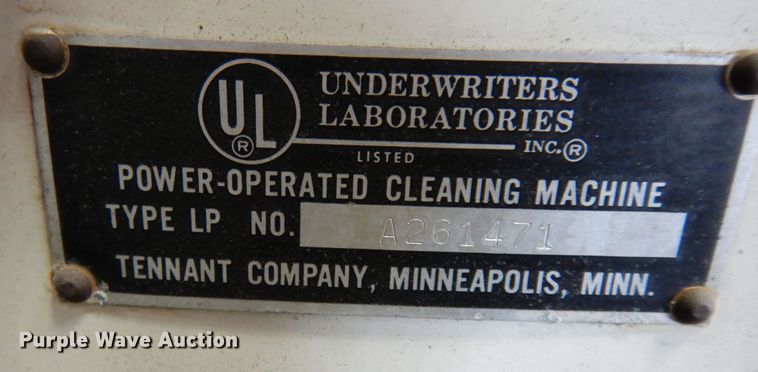 UL ®
UNDERWRITERS
LABORATORIES
INC.®
LISTED
POWER-OPERATED CLEANING MACHINE
TYPE LP NO. A261471
TENNANT COMPANY, MINNEAPOLIS, MINN.
Purple Wave Auction